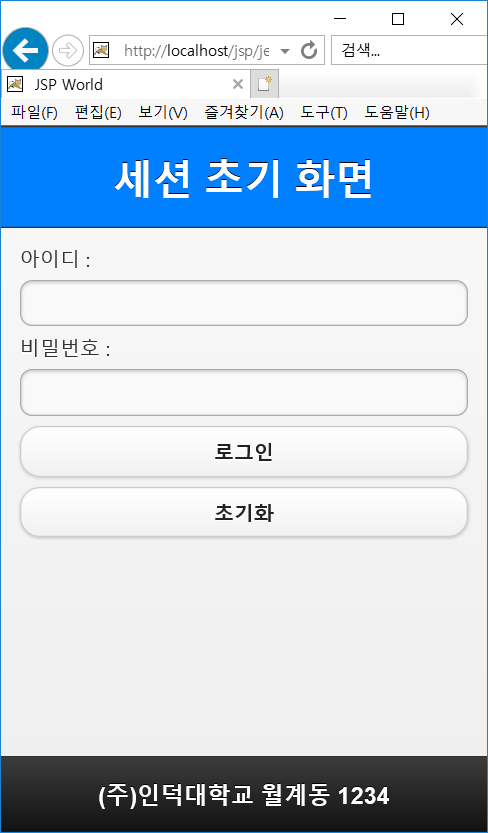 http://localhost/jsp/je
검색...
JSP World
파일(F) 편집(E) 보기(V) 즐겨찾기(A) 도구(T) 도움말(H)
세션 초기 화면
아이디 :
비밀번호 :
로그인
초기화
(주)인덕대학교 월계동 1234